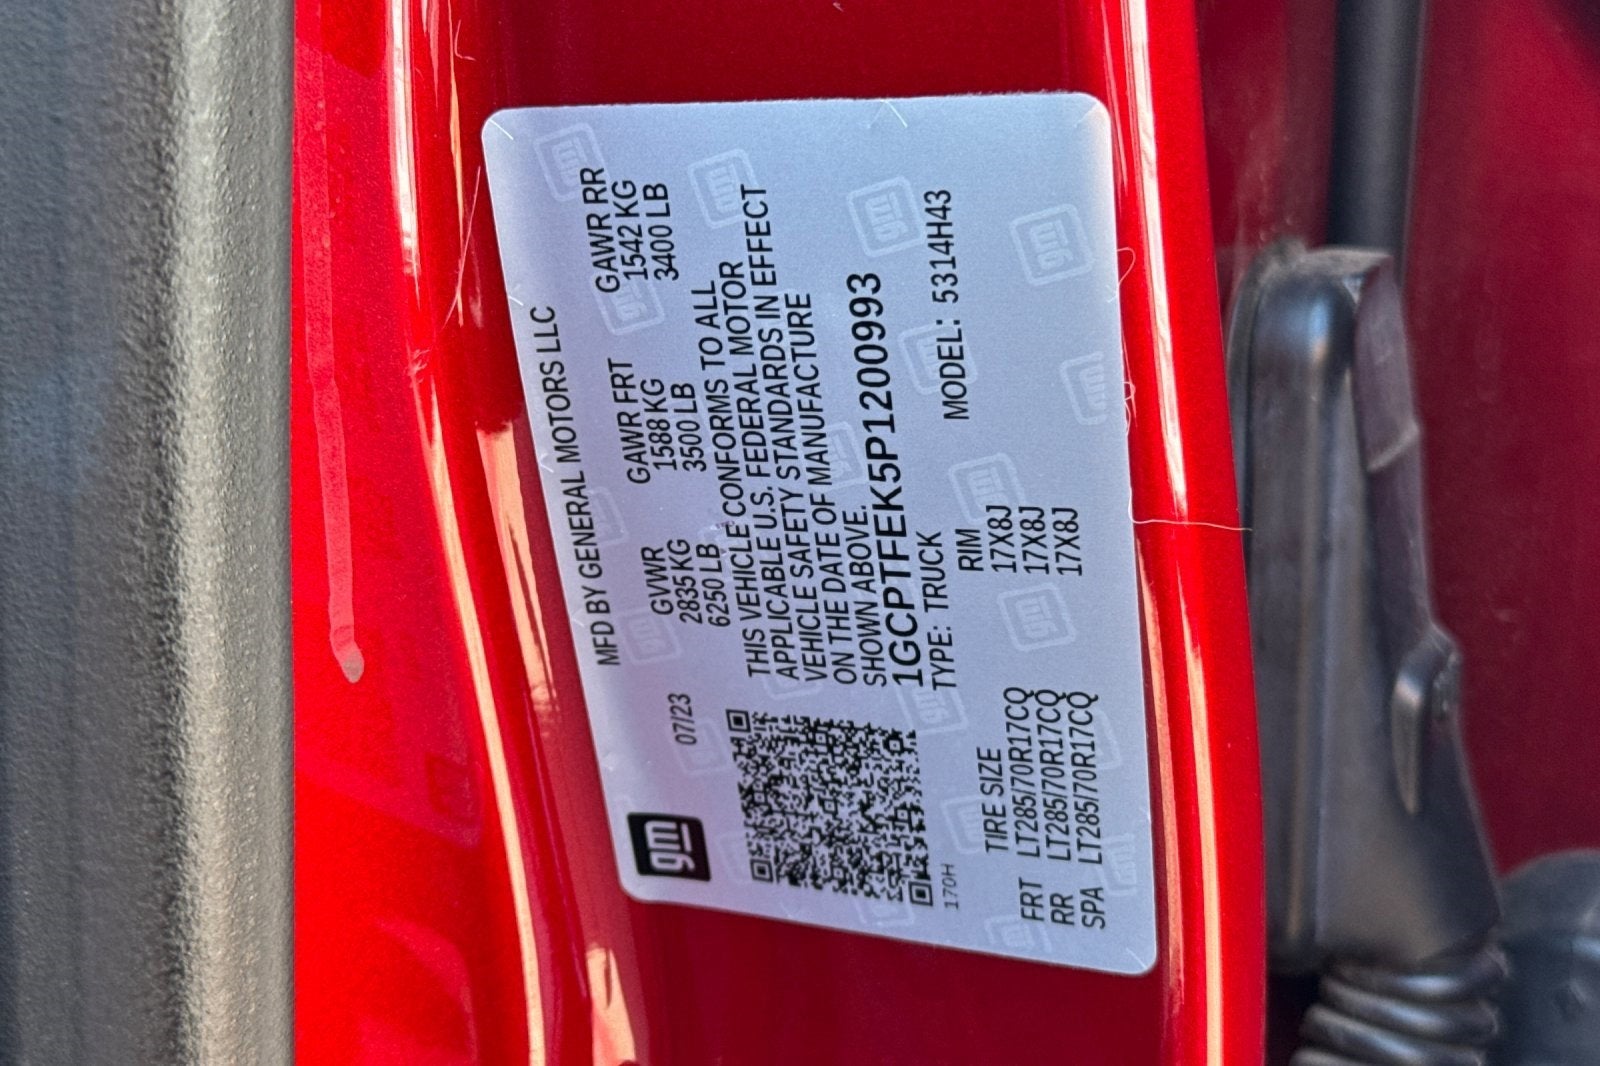 gm
07/23
MFD BY GENERAL MOTORS LLC
GVWR GAWR FRT GAWR RR
2835 KG 1588 KG 1542 KG
6250 LB 3500 LB 3400 LB
THIS VEHICLE CONFORMS TO ALL
APPLICABLE U.S. FEDERAL MOTOR
VEHICLE SAFETY STANDARDS IN EFFECT
ON THE DATE OF MANUFACTURE
SHOWN ABOVE.
1GCPTFEK5P1200993
TYPE: TRUCK MODEL: 5314H43
170H
TIRE SIZE RIM
FRT LT285/70R17CQ 17X8J
RR LT285/70R17CQ 17X8J
SPA LT285/70R17CQ 17X8J